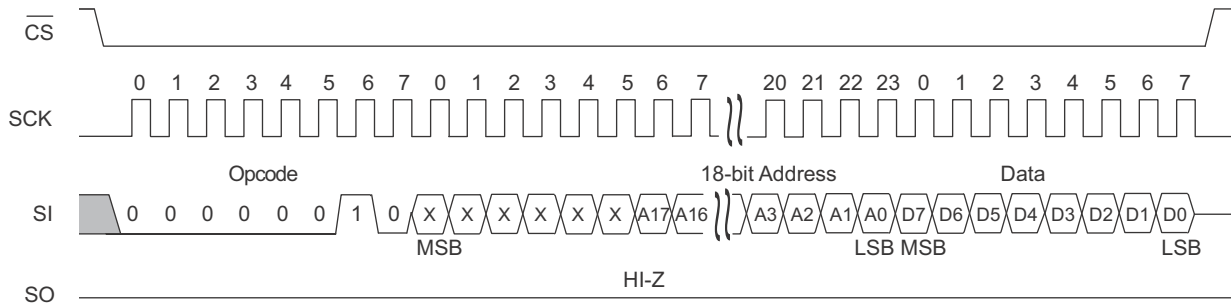 CS
0 1 2 3 4 5 6 7 0 1 2 3 4 5 6 7 20 21 22 23 0 1 2 3 4 5 6 7
SCK
Opcode 18-bit Address Data
SI 0 0 0 0 0 0 1 0 X X X X X X A17 A16 A3 A2 A1 A0 D7 D6 D5 D4 D3 D2 D1 D0
MSB LSB MSB LSB
HI-Z
SO